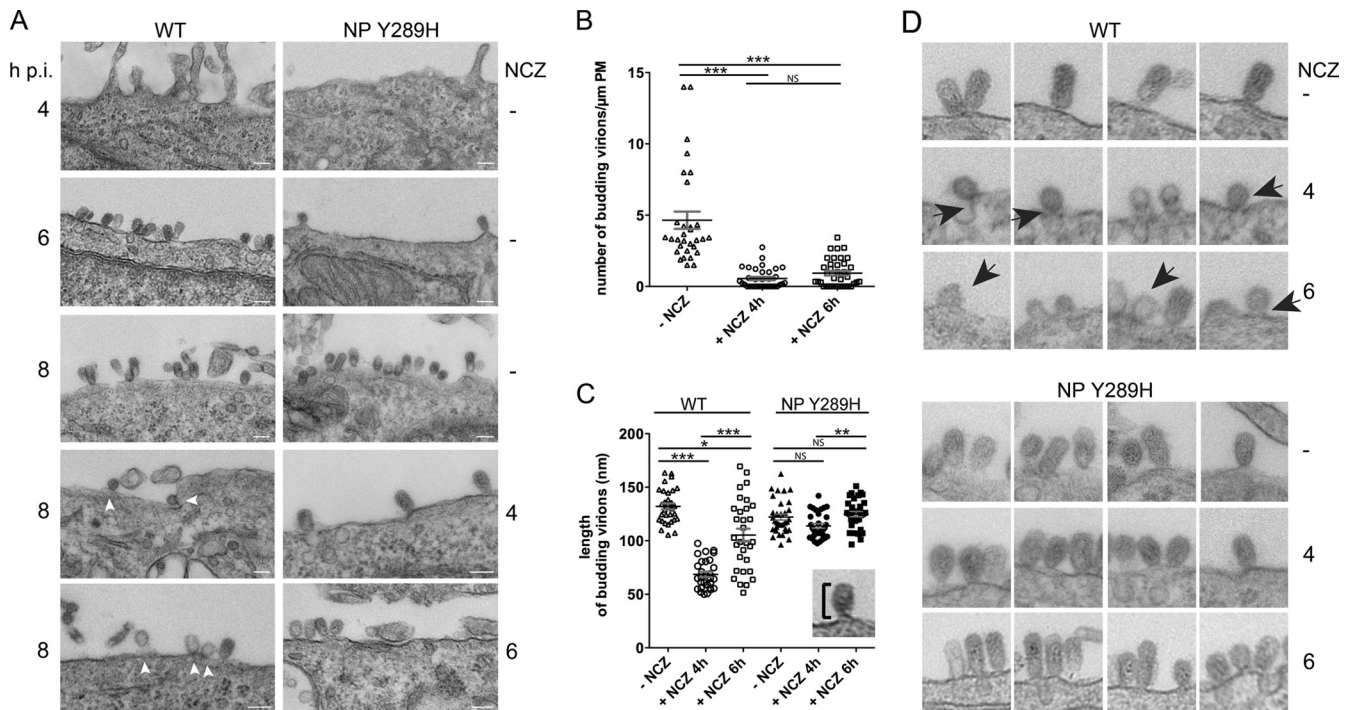 A
WT
NP Y289H
h p.i.
NCZ
4
-
6
-
8
-
8
4
8
6
B
***
***
NS
number of budding virions/µm PM
15
10
5
0
- NCZ
+ NCZ 4h
+ NCZ 6h
C
WT
NP Y289H
***
*
***
NS
NS
**
length
of budding virions (nm)
200
150
100
50
0
- NCZ
+ NCZ 4h
+ NCZ 6h
- NCZ
+ NCZ 4h
+ NCZ 6h
D
WT
NCZ
-
4
6
NP Y289H
-
4
6